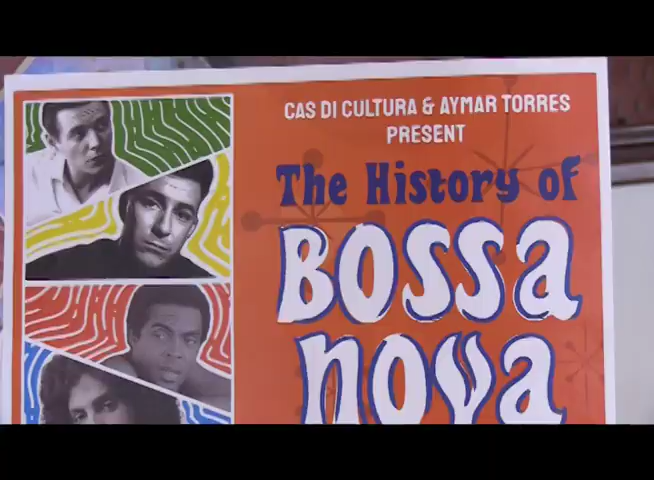 CAS DI CULTURA & AYMAR TORRES
PRESENT
The History of
BOSSA
nova